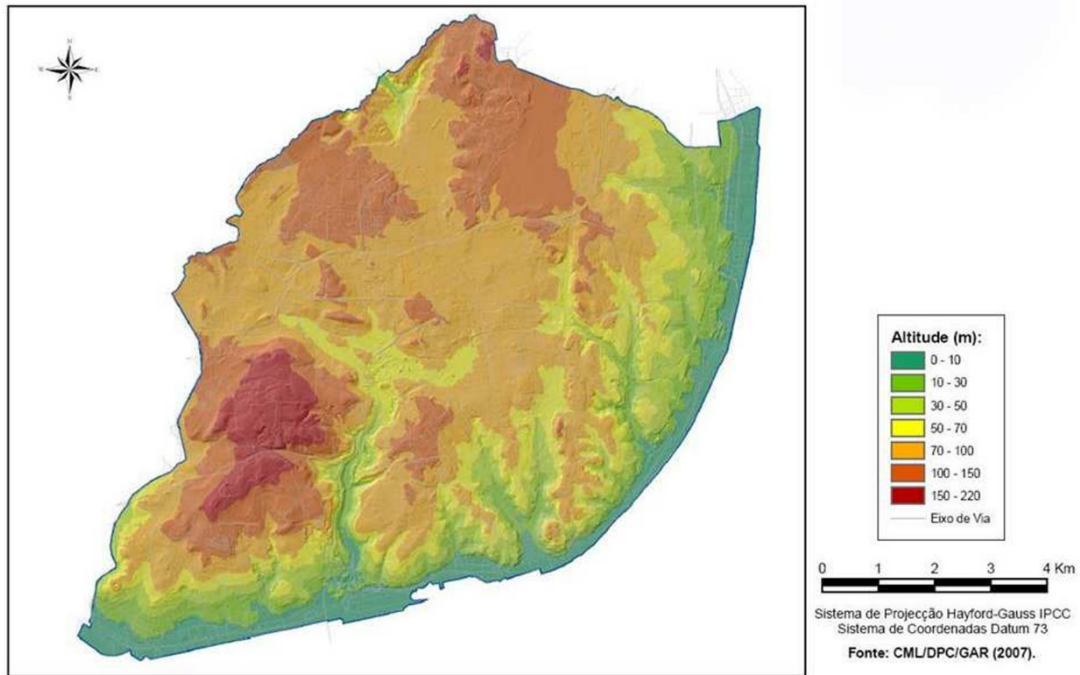 N
W
E
S
Altitude (m):
0 - 10
10 - 30
30 - 50
50 - 70
70 - 100
100 - 150
150 - 220
Eixo de Via
0 1 2 3 4 Km
Sistema de Projecção Hayford-Gauss IPCC
Sistema de Coordenadas Datum 73
Fonte: CML/DPC/GAR (2007).